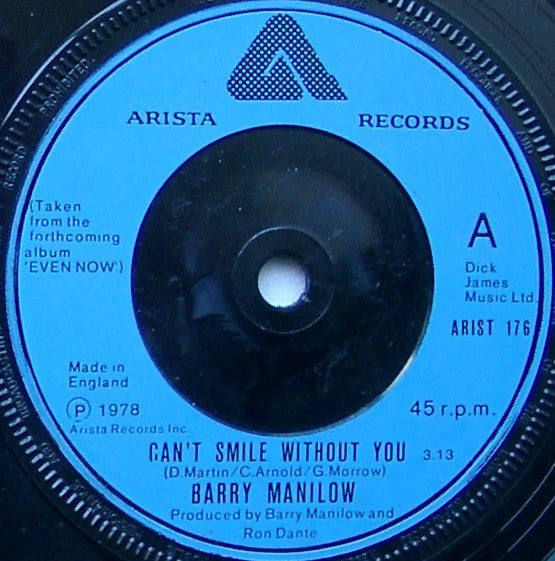 ARISTA RECORDS
(Taken
from the
forthcoming
album
'EVEN NOW')
A
Dick
James
Music Ltd.
ARIST 176
Made in
England
℗ 1978
Arista Records Inc.
45 r.p.m.
CAN'T SMILE WITHOUT YOU 3.13
(D.Martin/C.Arnold/G.Morrow)
BARRY MANILOW
Produced by Barry Manilow and
Ron Dante